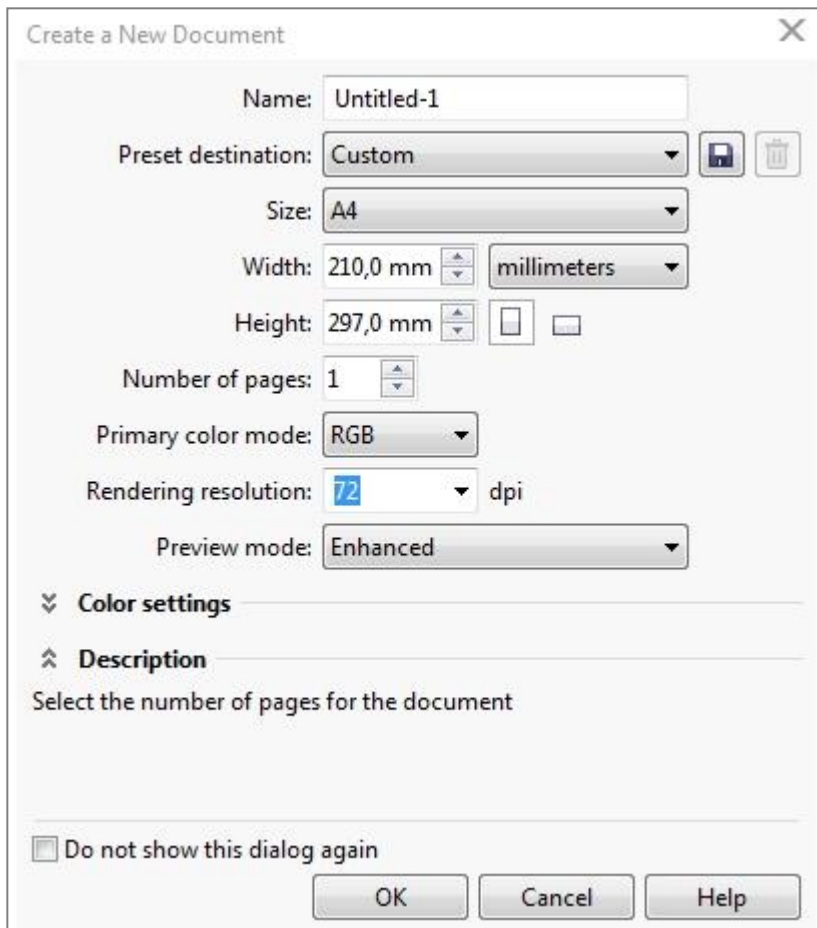 Create a New Document
Name: Untitled-1
Preset destination: Custom
Size: A4
Width: 210,0 mm millimeters
Height: 297,0 mm
Number of pages: 1
Primary color mode: RGB
Rendering resolution: 72 dpi
Preview mode: Enhanced
Color settings
Description
Select the number of pages for the document
Do not show this dialog again
OK Cancel Help